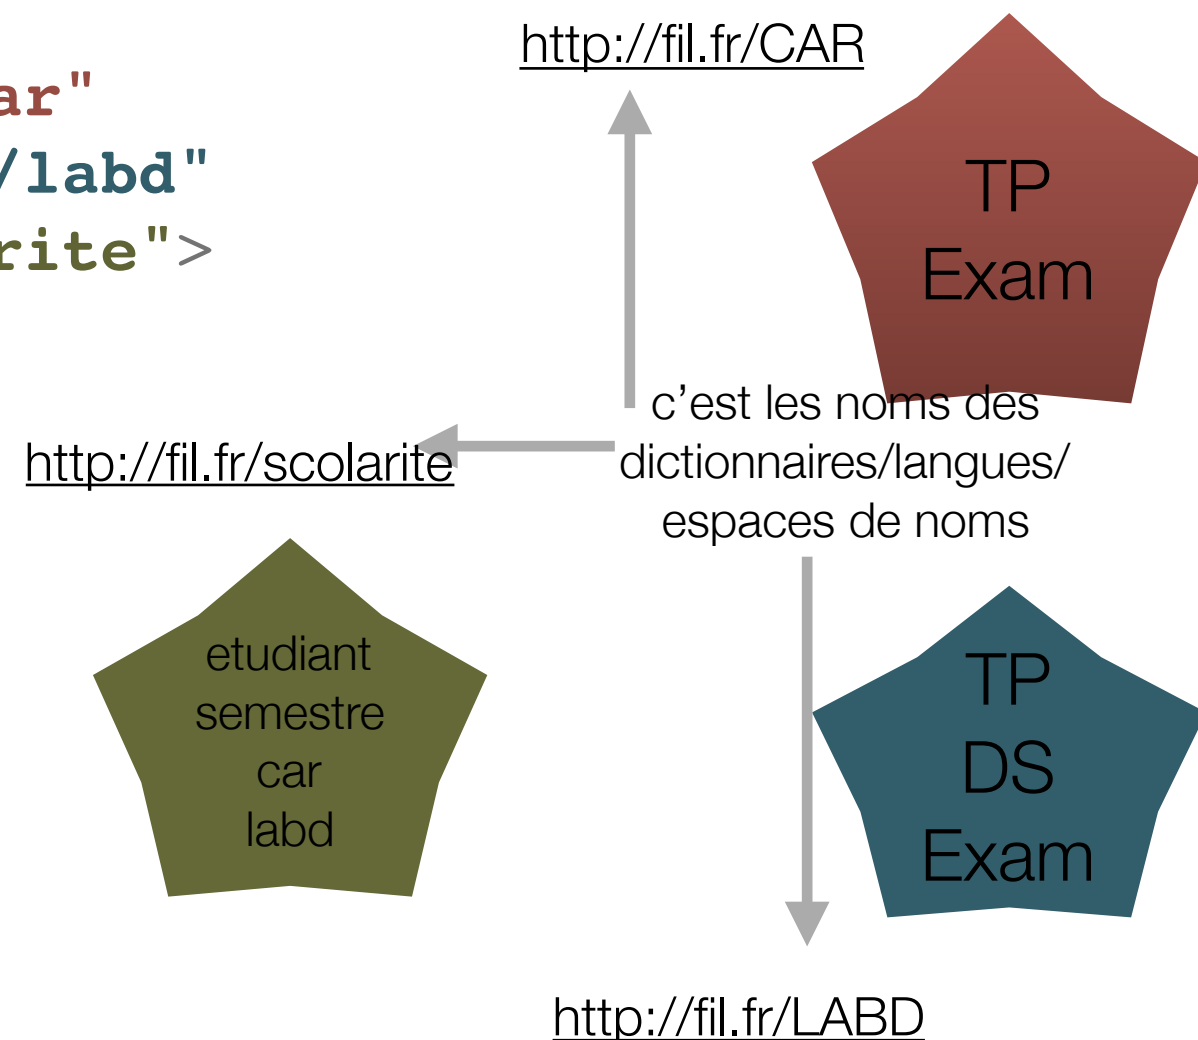 http://fil.fr/CAR
ar"
/labd"
rite">
TP
Exam
c’est les noms des
dictionnaires/langues/
espaces de noms
http://fil.fr/scolarite
etudiant
semestre
car
labd
TP
DS
Exam
http://fil.fr/LABD